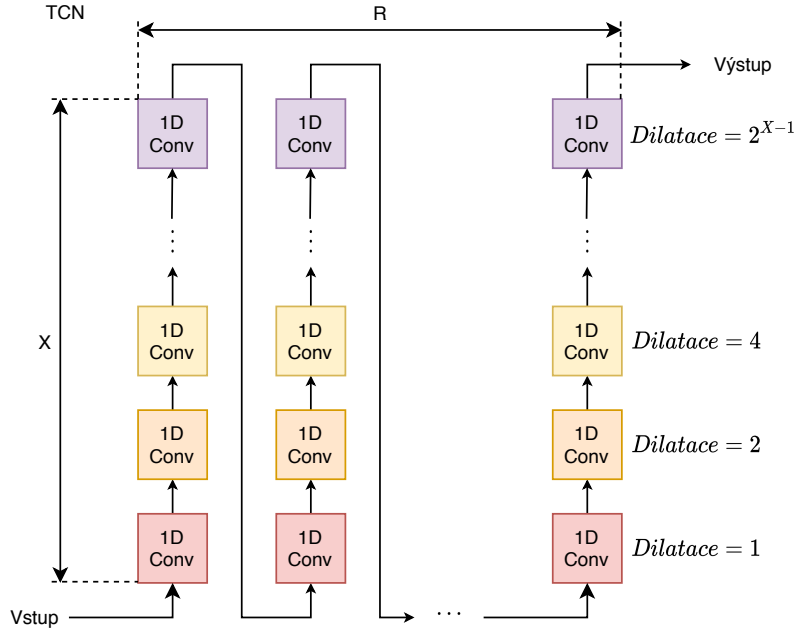 TCN
R
Výstup
1D
Conv
1D
Conv
1D
Conv
Dilatace = 2^{X-1}
⋮
⋮
⋮
X
1D
Conv
1D
Conv
1D
Conv
Dilatace = 4
1D
Conv
1D
Conv
1D
Conv
Dilatace = 2
1D
Conv
1D
Conv
1D
Conv
Dilatace = 1
Vstup
...